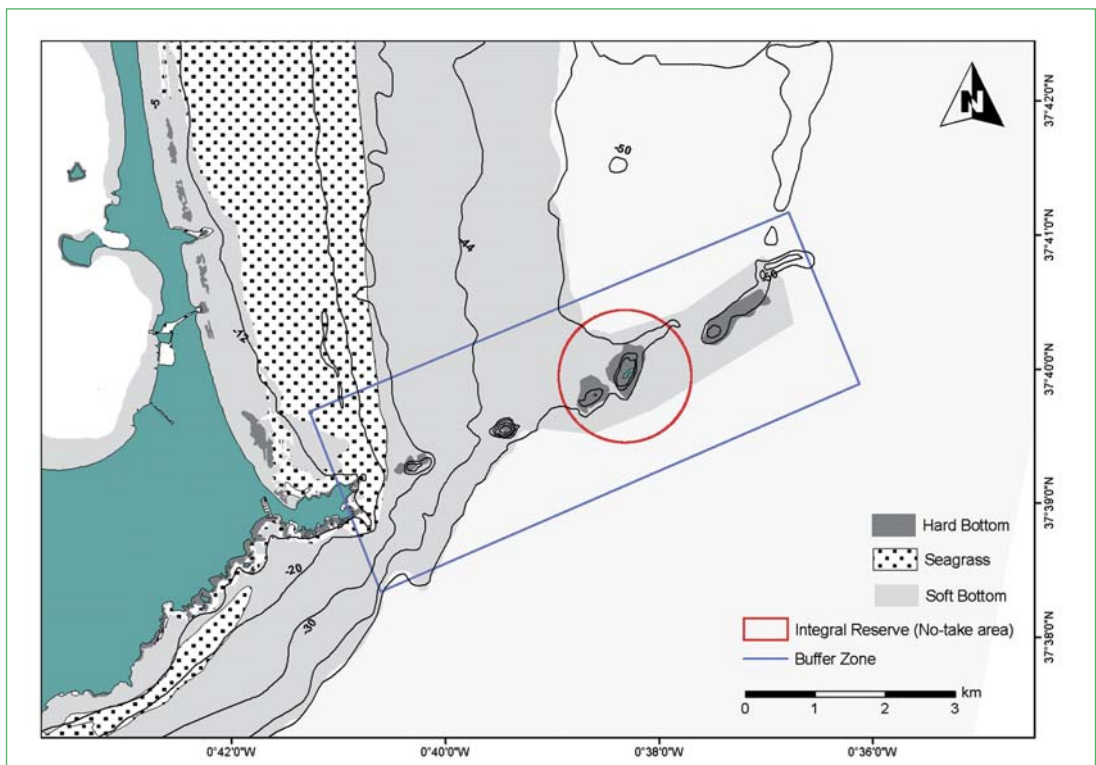 N
-5
-50
-44
-12
-50
-20
-30
37°42'0"N
37°41'0"N
37°40'0"N
37°39'0"N
37°38'0"N
Hard Bottom
Seagrass
Soft Bottom
Integral Reserve (No-take area)
Buffer Zone
km
0 1 2 3
0°42'0"W 0°40'0"W 0°38'0"W 0°36'0"W